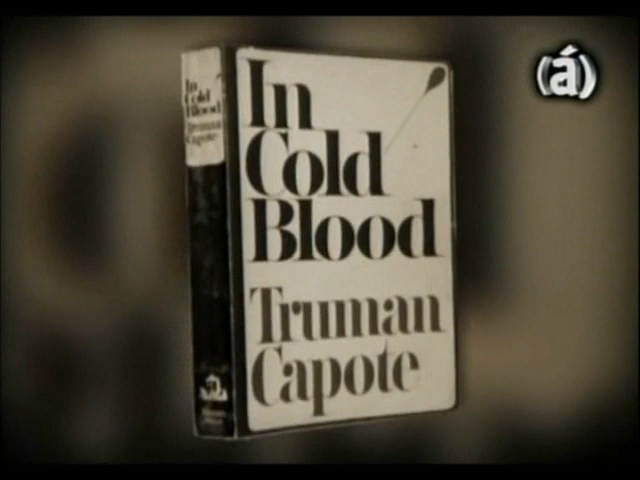 In
Cold
Blood
Truman
Capote
In
Cold
Blood
Truman
Capote
(á)